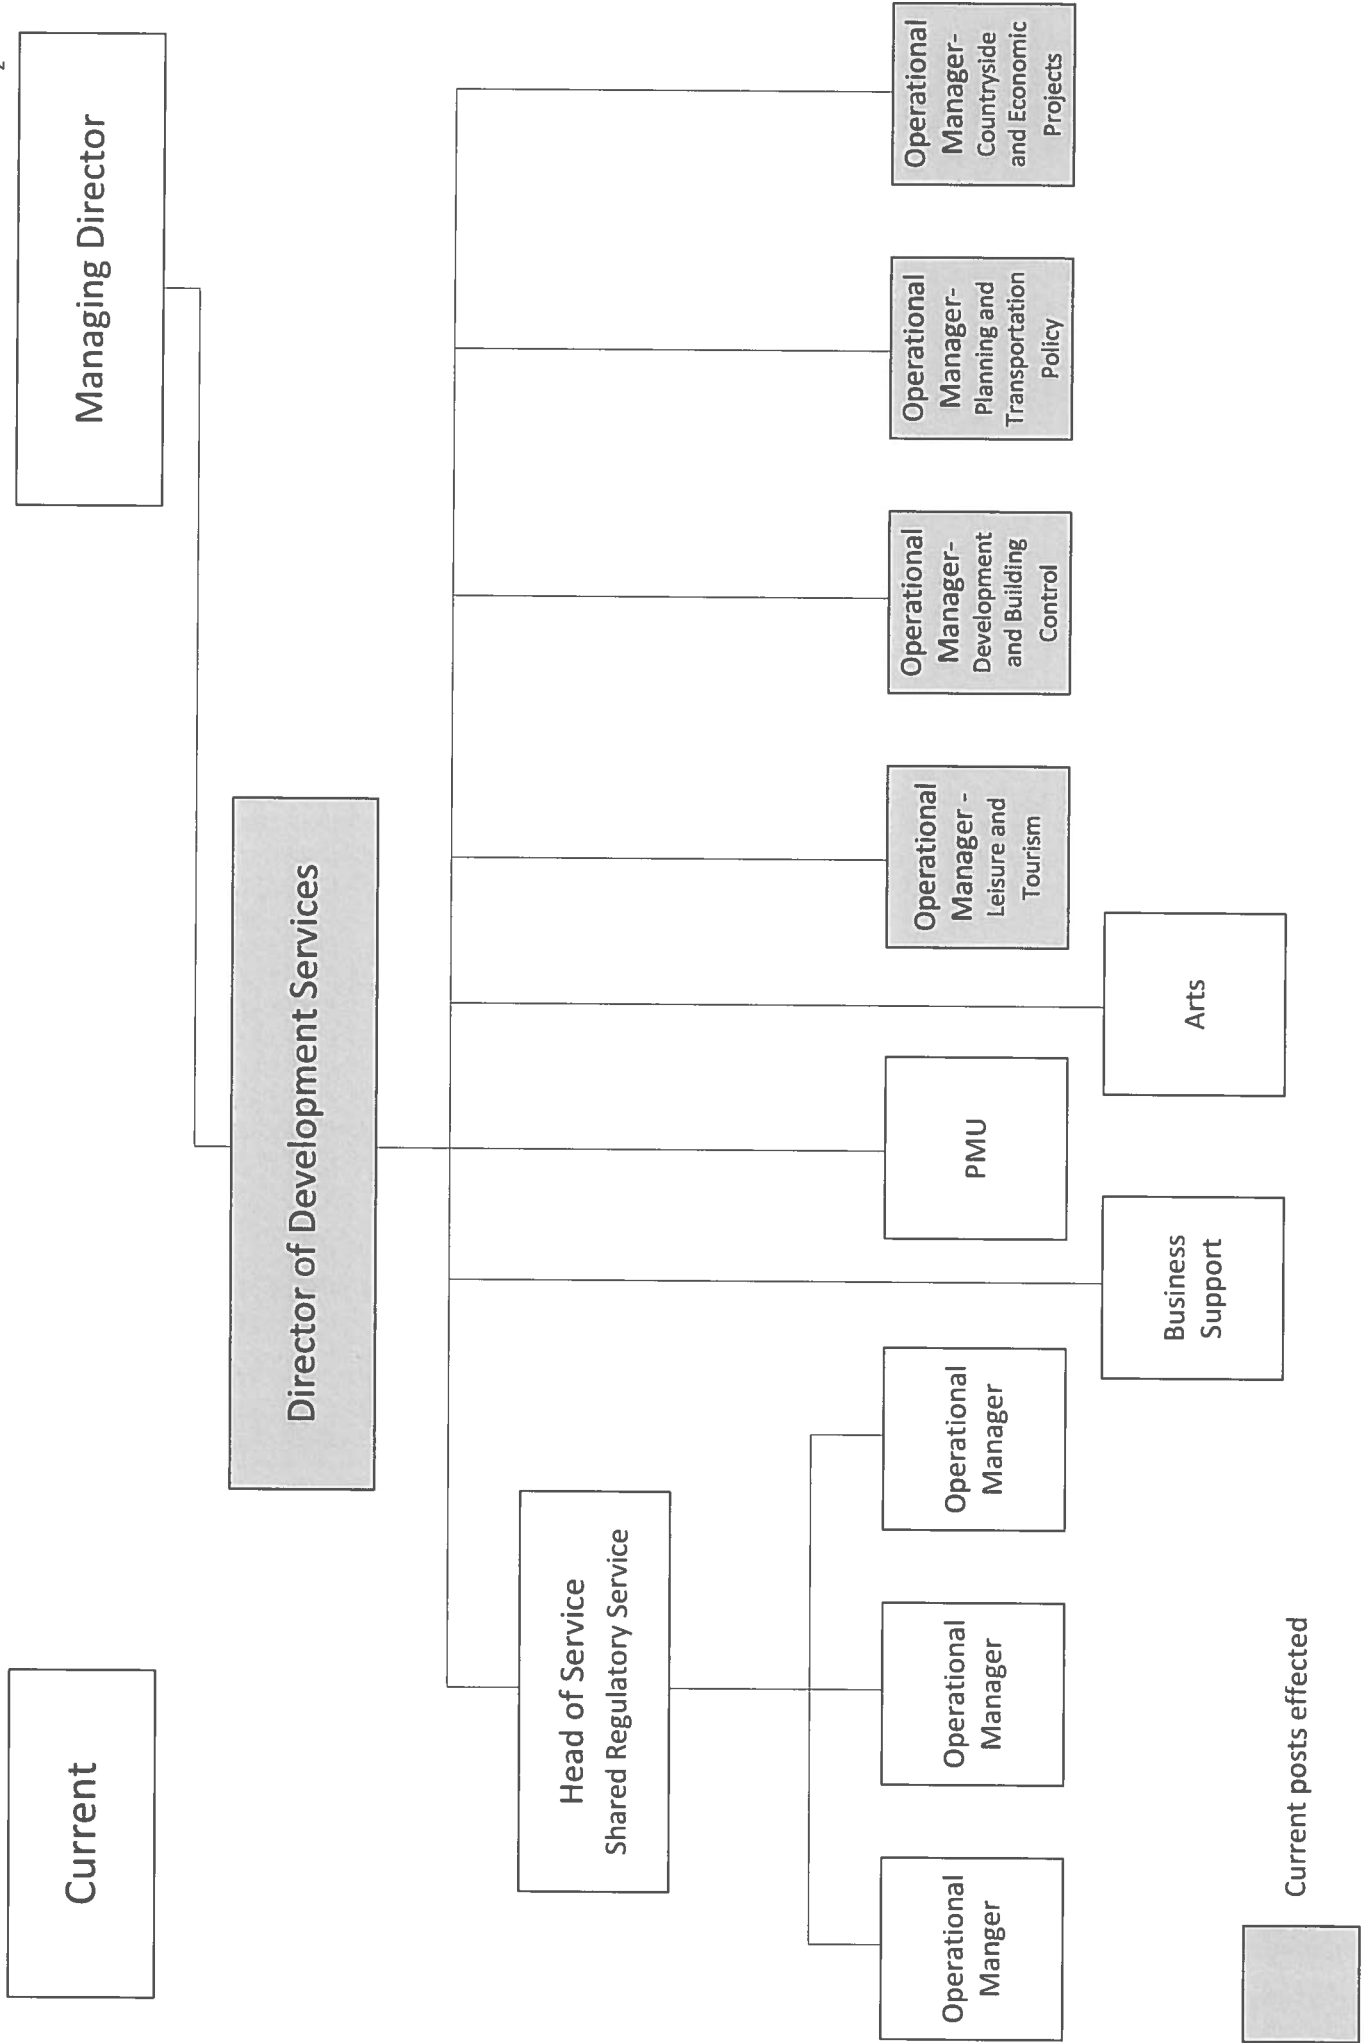 Current
Managing Director
Director of Development Services
Head of Service
Shared Regulatory Service
Operational
Manger
Operational
Manager
Operational
Manager
Business
Support
PMU
Arts
Operational
Manager -
Leisure and
Tourism
Operational
Manager-
Development
and Building
Control
Operational
Manager-
Planning and
Transportation
Policy
Operational
Manager-
Countryside
and Economic
Projects
Current posts effected